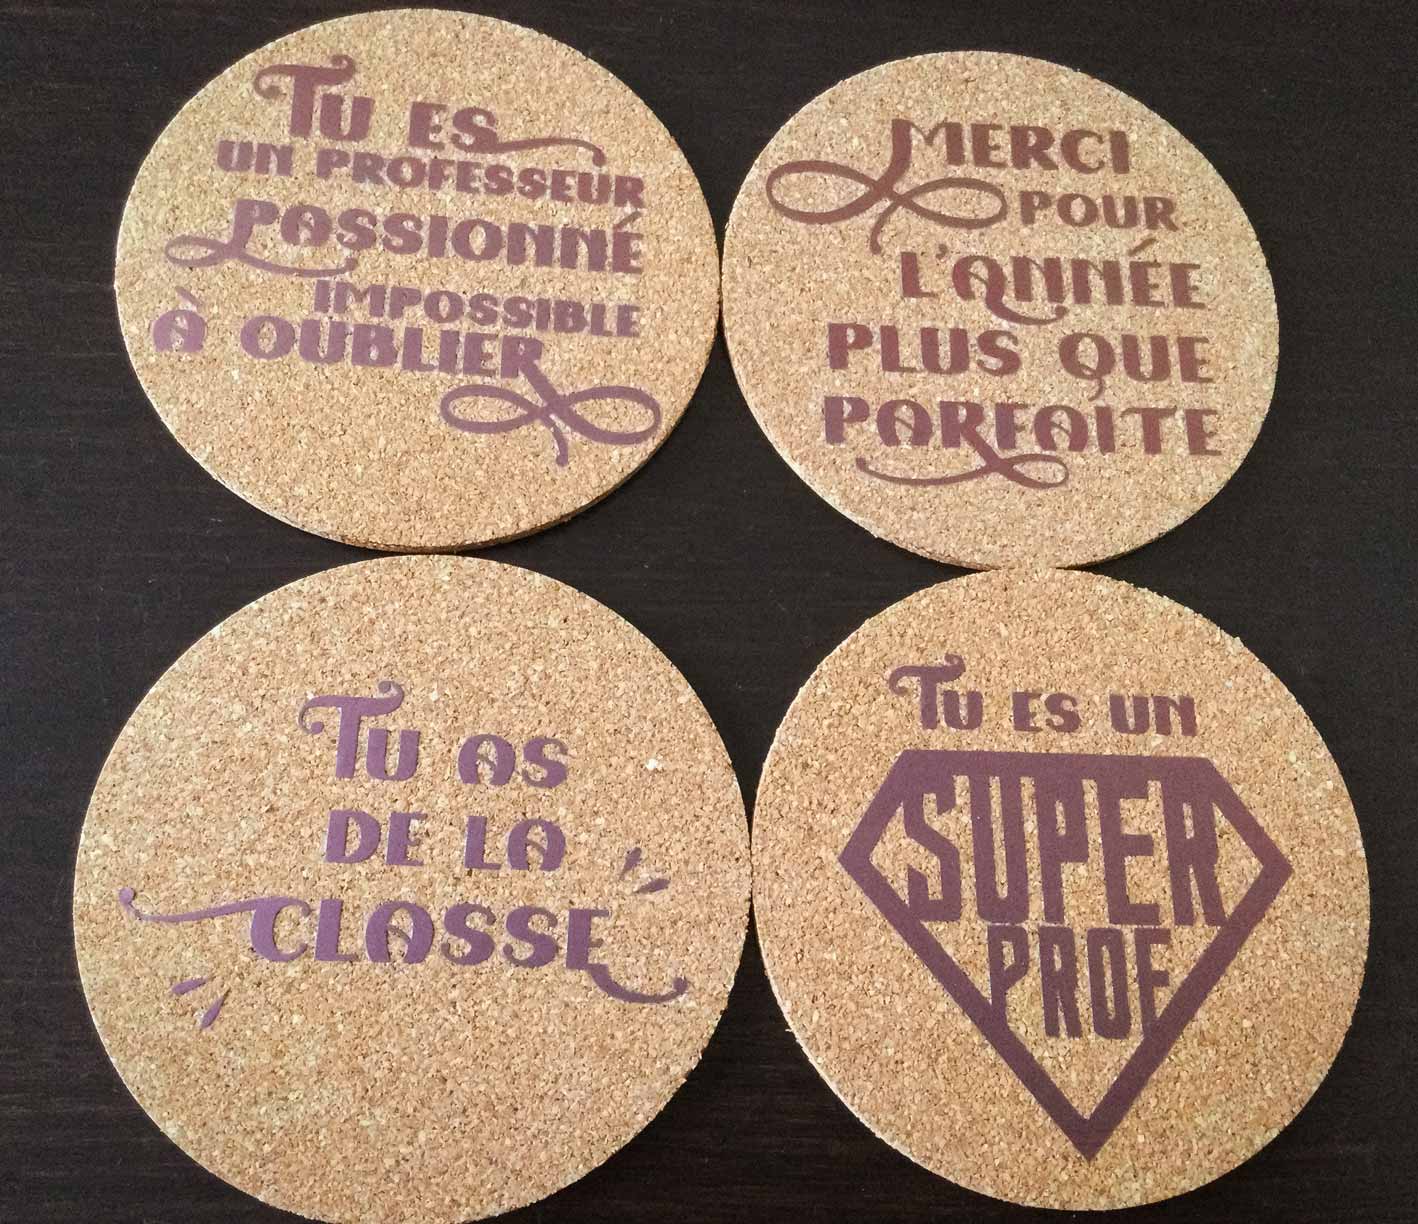 TU ES
UN PROFESSEUR
PASSIONNÉ
IMPOSSIBLE
À OUBLIER
MERCI
POUR
L'ANNÉE
PLUS QUE
PARFAITE
TU AS
DE LA
CLASSE
TU ES UN
SUPER
PROF